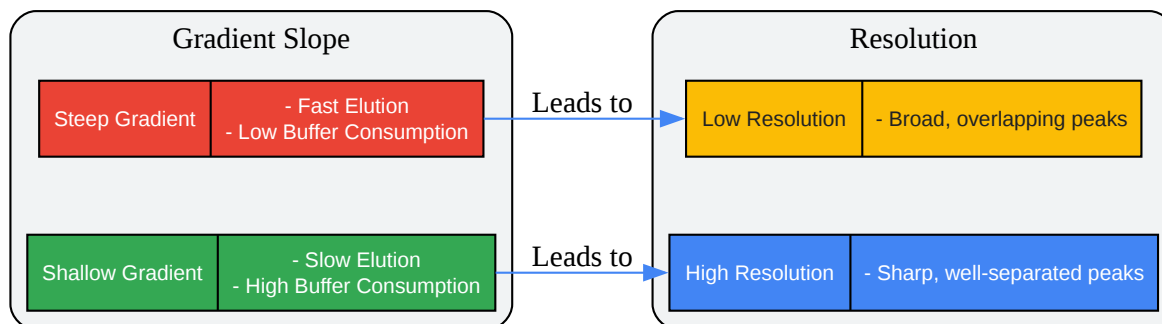 Gradient Slope
Steep Gradient
- Fast Elution
- Low Buffer Consumption
Leads to
Shallow Gradient
- Slow Elution
- High Buffer Consumption
Leads to
Resolution
Low Resolution
- Broad, overlapping peaks
High Resolution
- Sharp, well-separated peaks